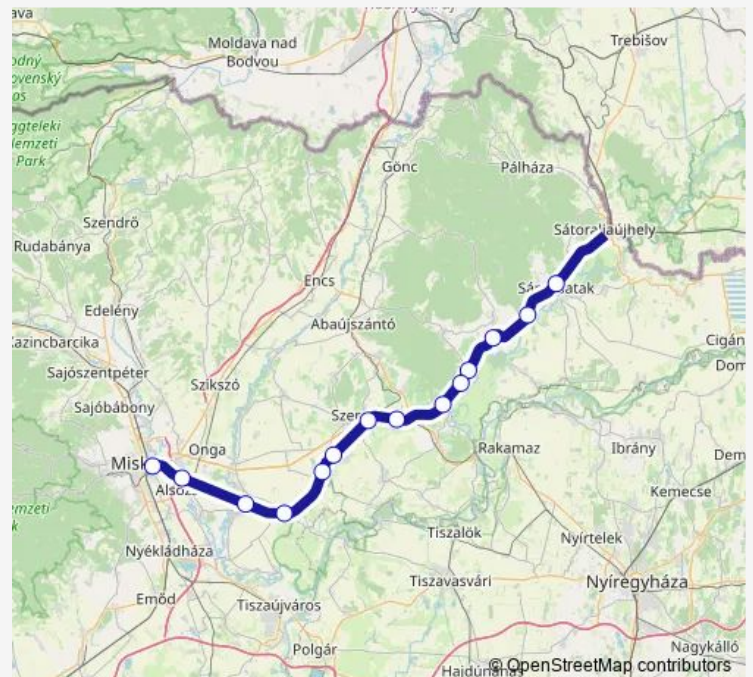 Moldava nad
Bodvou
Trebišov
Park
Gönc
Pálháza
Szendrő
Sátoraljaújhely
Rudabánya
Encs
Edelény
Abaújszántó
Sajószentpéter
Szikszó
Sajóbábony
Onga
Rakamaz
Ibrány
Kemecse
Nyékládháza
Tiszalök
Nyírtelek
Tiszavasvári
Nyíregyháza
Emőd
Tiszaújváros
Polgár
Nagykálló
© OpenStreetMap contributors